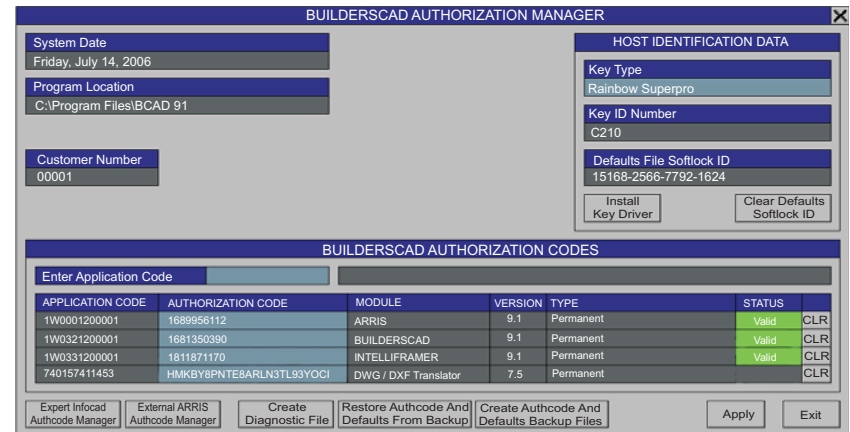 BUILDERSCAD AUTHORIZATION MANAGER
System Date
Friday, July 14, 2006
Program Location
C:\Program Files\BCAD 91
Customer Number
00001
HOST IDENTIFICATION DATA
Key Type
Rainbow Superpro
Key ID Number
C210
Defaults File Softlock ID
15168-2566-7792-1624
Install
Key Driver
Clear Defaults
Softlock ID
BUILDERSCAD AUTHORIZATION CODES
Enter Application Code
APPLICATION CODE AUTHORIZATION CODE MODULE VERSION TYPE STATUS
1W0001200001 1689956112 ARRIS 9.1 Permanent Valid CLR
1W0321200001 1681350390 BUILDERSCAD 9.1 Permanent Valid CLR
1W0331200001 1811871170 INTELLIFRAMER 9.1 Permanent Valid CLR
740157411453 HMKBY8PNTE8ARLN3TL93YOCI DWG / DXF Translator 7.5 Permanent CLR
Expert Infocad
Authcode Manager
External ARRIS
Authcode Manager
Create
Diagnostic File
Restore Authcode And
Defaults From Backup
Create Authcode And
Defaults Backup Files
Apply
Exit